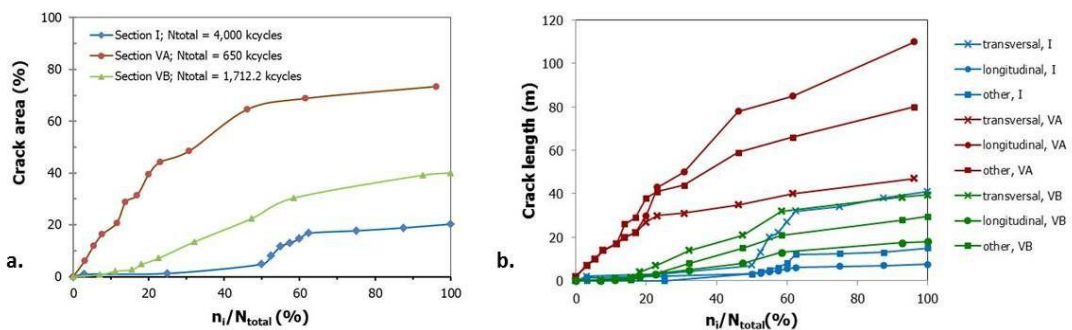 100
80
60
40
20
0
0 20 40 60 80 100
Crack area (%)
nᵢ/Ntotal (%)
Section I; Ntotal = 4,000 kcycles
Section VA; Ntotal = 650 kcycles
Section VB; Ntotal = 1,712.2 kcycles
a.
120
100
80
60
40
20
0
0 20 40 60 80 100
Crack length (m)
nᵢ/Ntotal(%)
transversal, I
longitudinal, I
other, I
transversal, VA
longitudinal, VA
other, VA
transversal, VB
longitudinal, VB
other, VB
b.